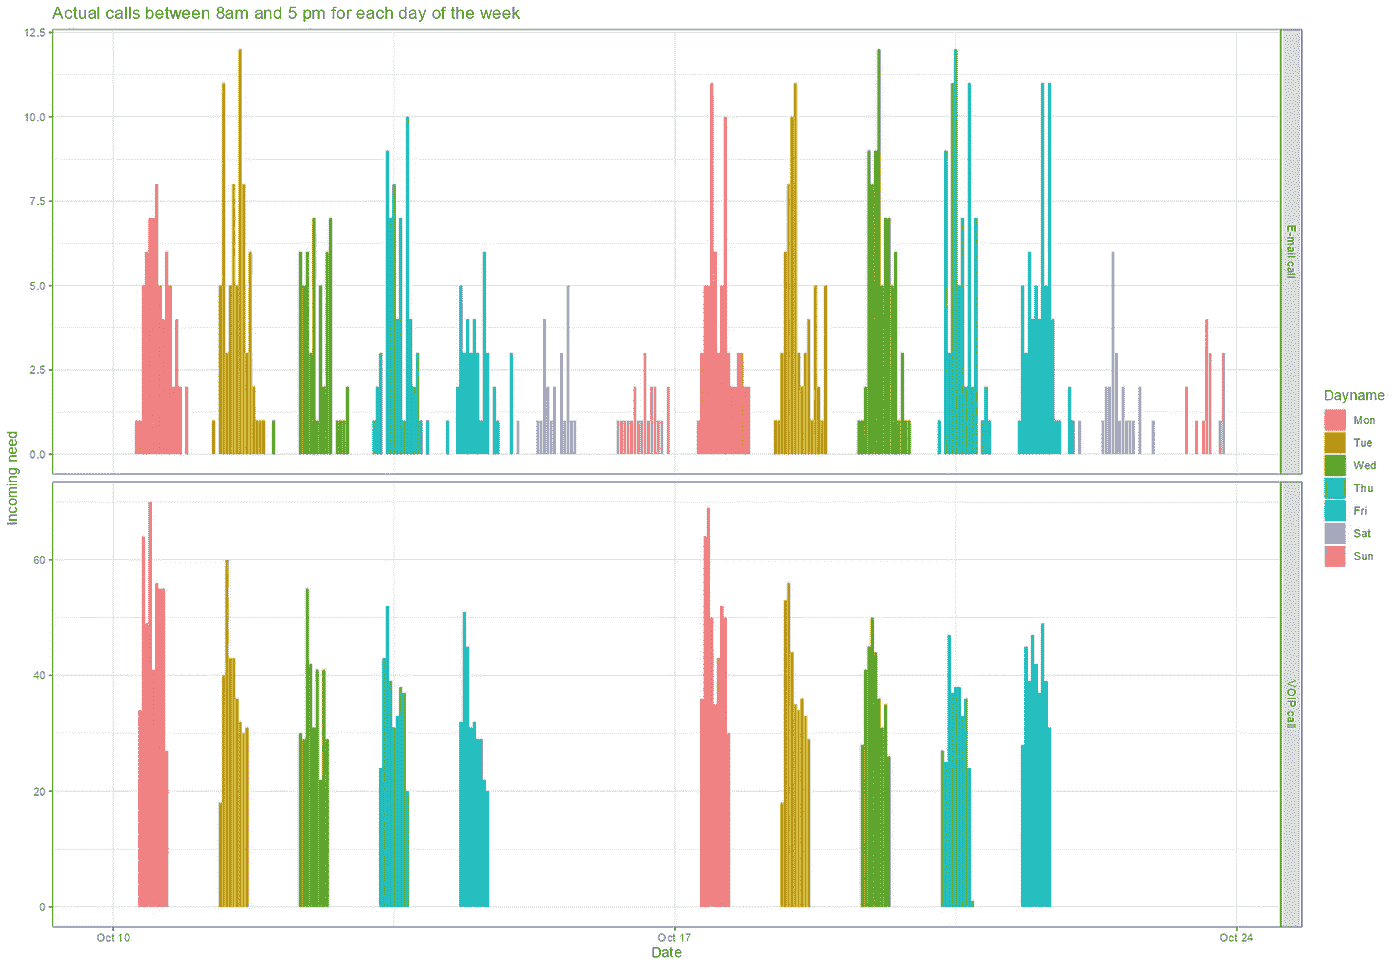 Actual calls between 8am and 5 pm for each day of the week
12.5
10.0
7.5
5.0
2.5
0.0
E-mail call
60
40
20
0
VOIP call
Incoming need
Oct 10
Oct 17
Oct 24
Date
Dayname
Mon
Tue
Wed
Thu
Fri
Sat
Sun